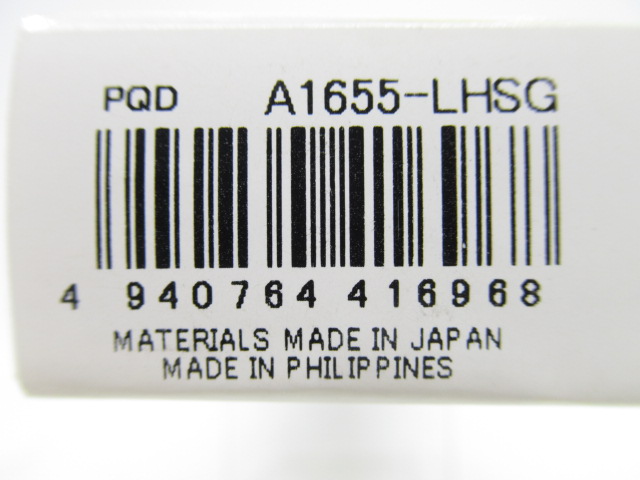 PQD A1655-LHSG
4 940764 416968
MATERIALS MADE IN JAPAN
MADE IN PHILIPPINES